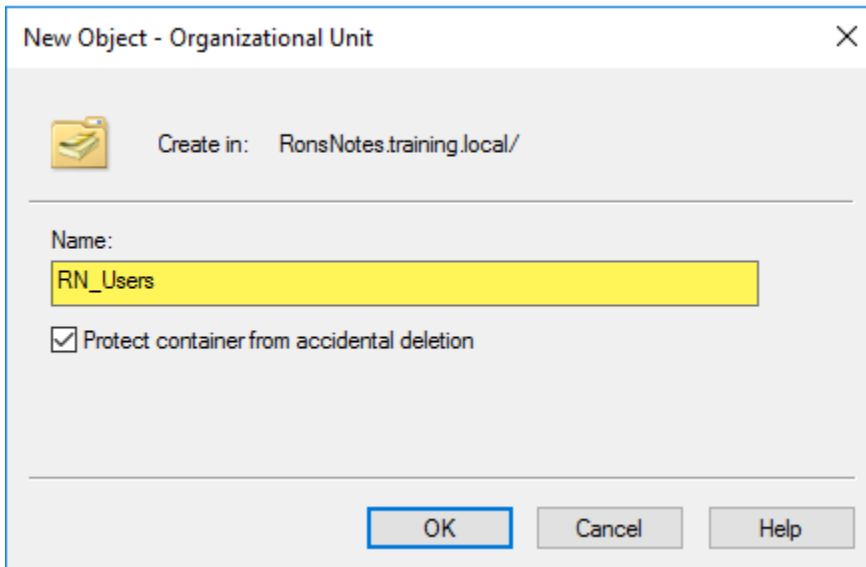 New Object - Organizational Unit
Create in: RonsNotes.training.local/
Name:
RN_Users
Protect container from accidental deletion
OK Cancel Help